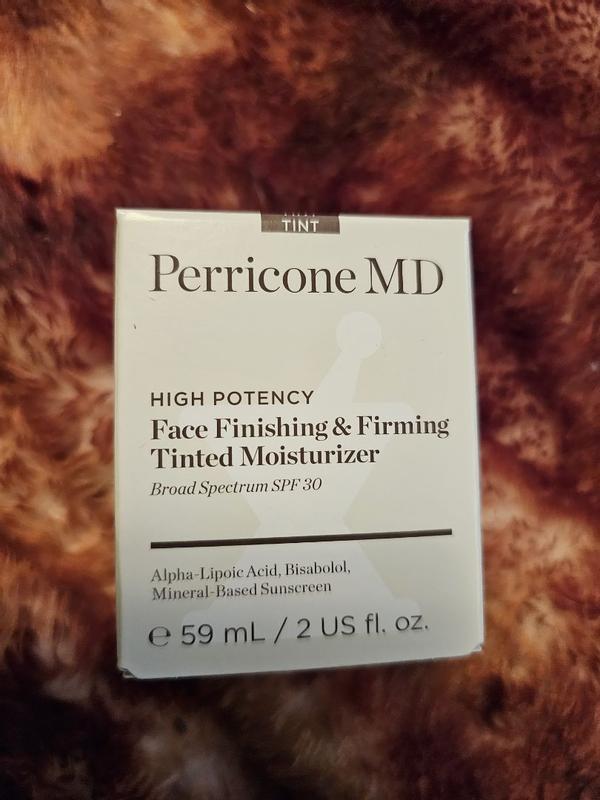 TINT
Perricone MD
HIGH POTENCY
Face Finishing & Firming
Tinted Moisturizer
Broad Spectrum SPF 30
Alpha-Lipoic Acid, Bisabolol,
Mineral-Based Sunscreen
℮ 59 mL / 2 US fl. oz.